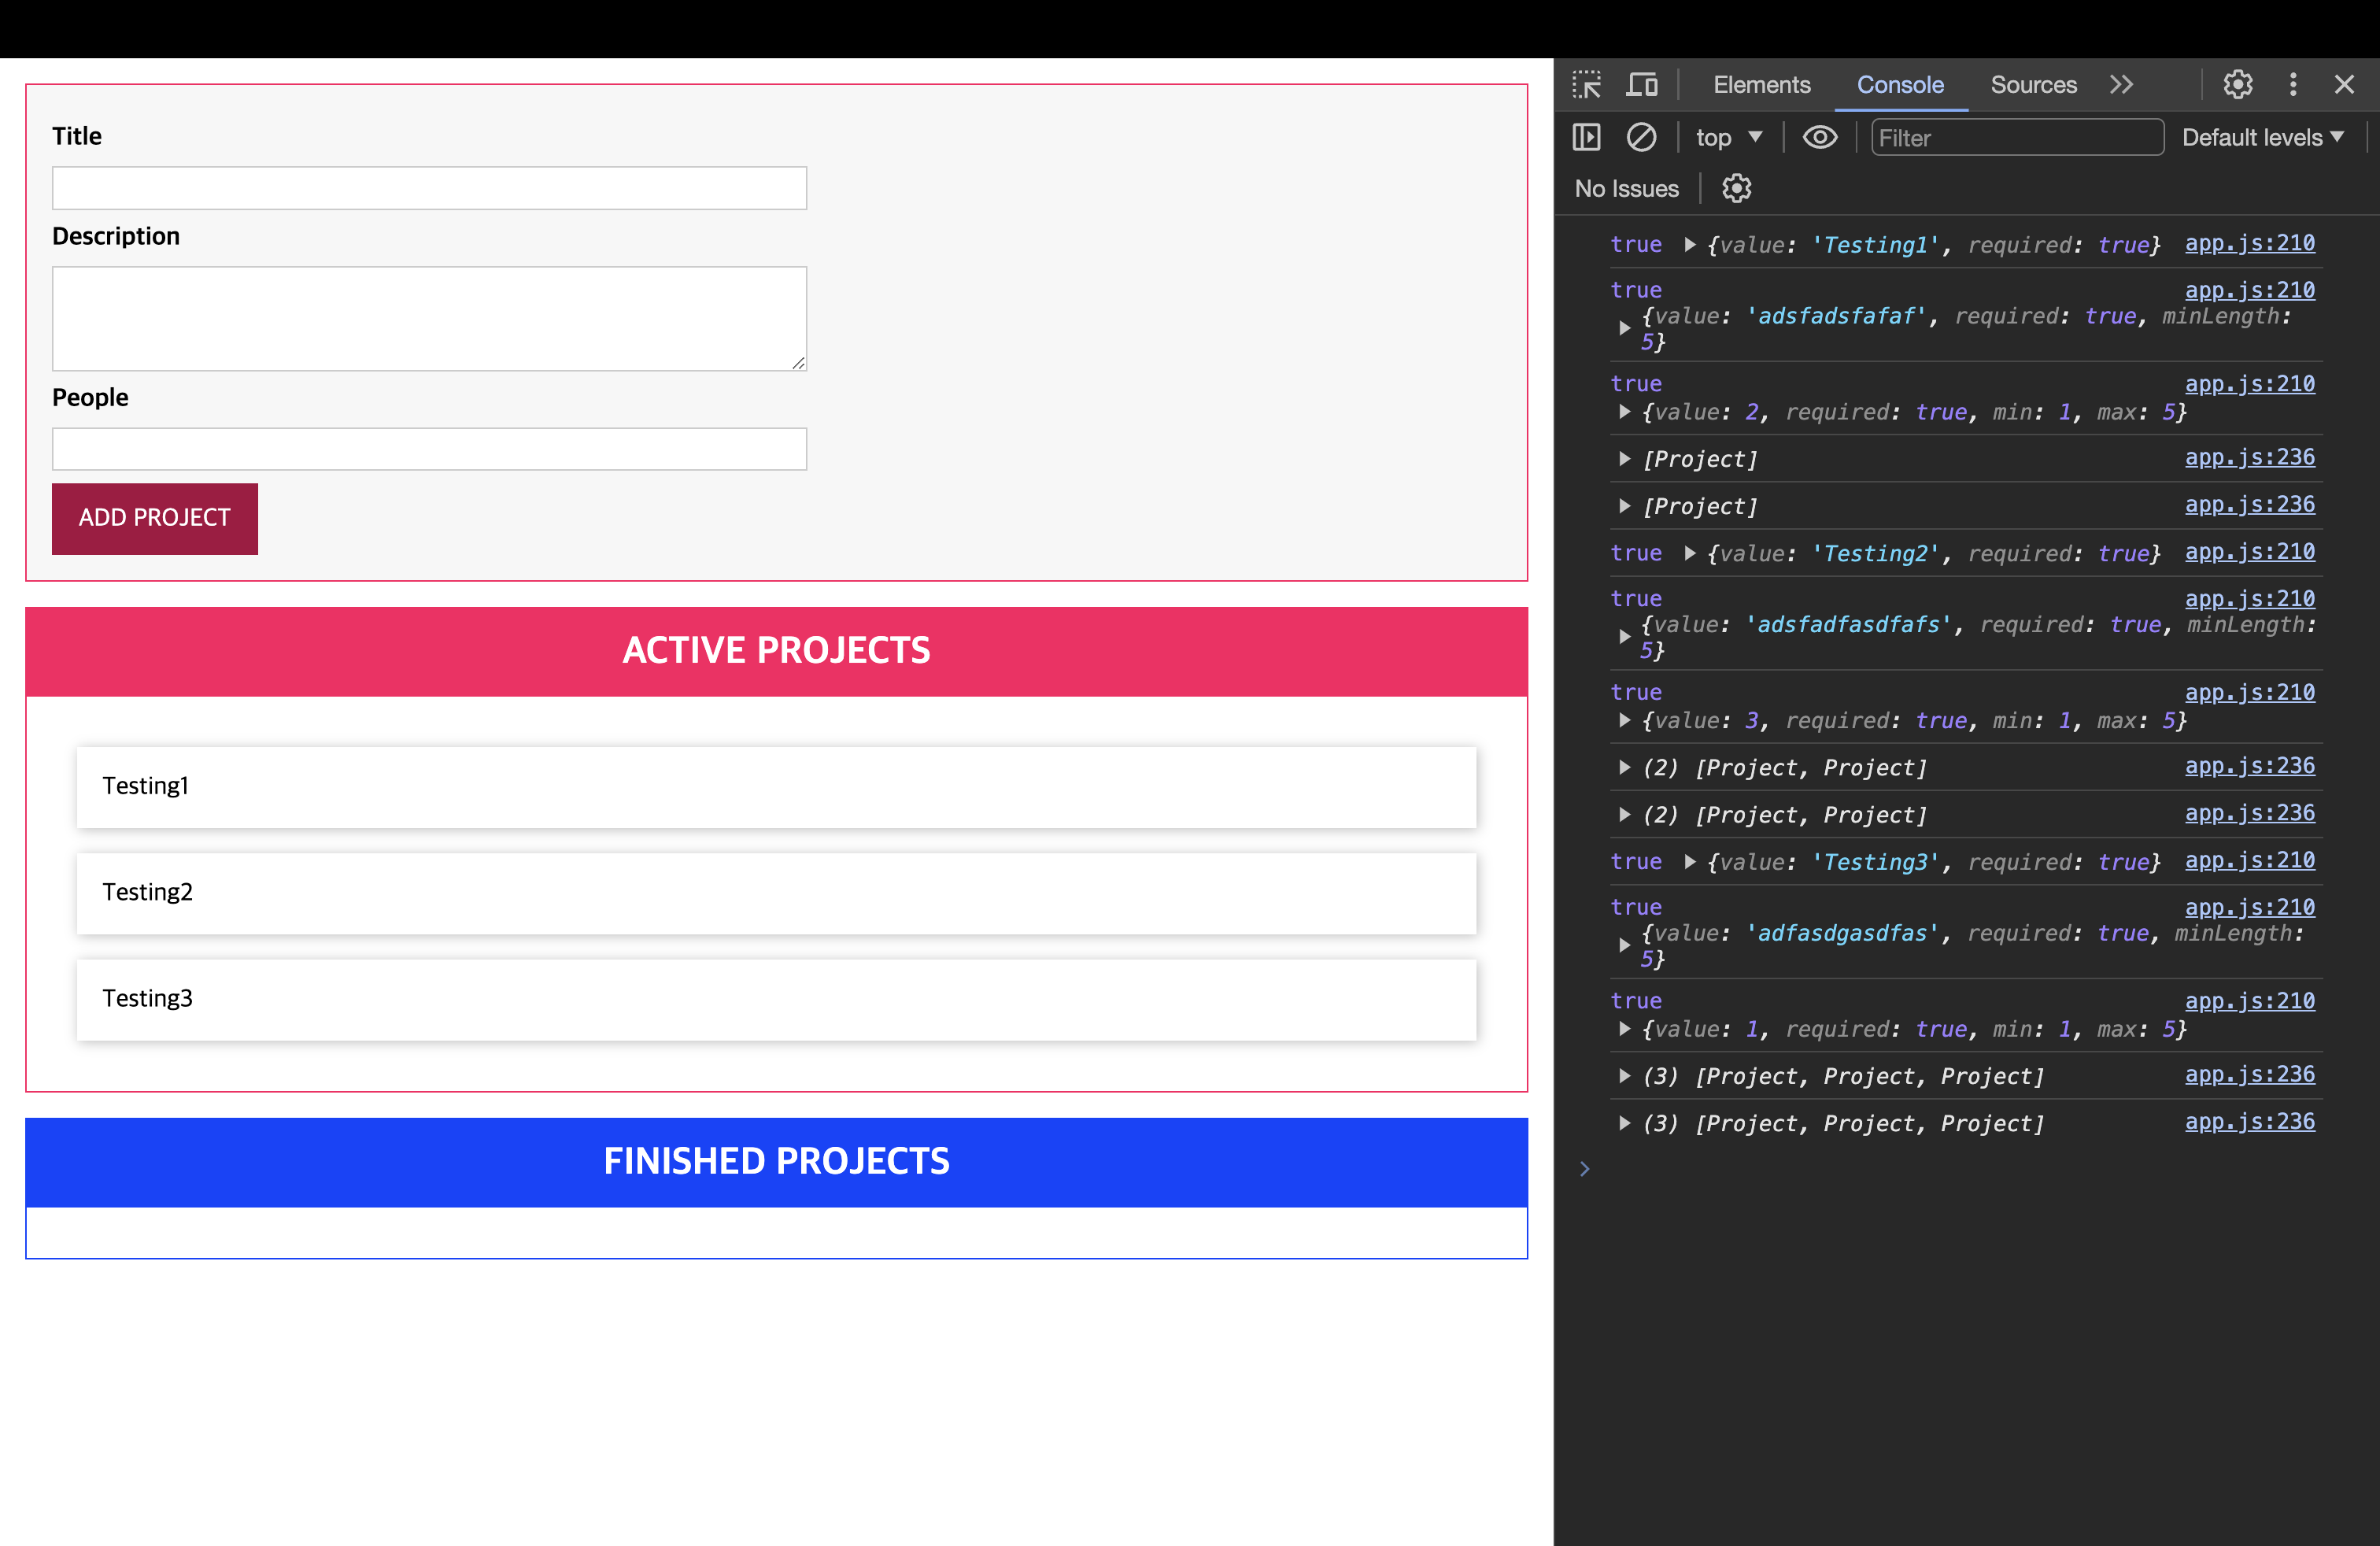 Title
Description
People
ADD PROJECT
ACTIVE PROJECTS
Testing1
Testing2
Testing3
FINISHED PROJECTS
Elements Console Sources
top Filter Default levels
No Issues
true {value: 'Testing1', required: true} app.js:210
true app.js:210
{value: 'adsfadsfafaf', required: true, minLength:
5}
true app.js:210
{value: 2, required: true, min: 1, max: 5}
[Project] app.js:236
[Project] app.js:236
true {value: 'Testing2', required: true} app.js:210
true app.js:210
{value: 'adsfadfasdfafs', required: true, minLength:
5}
true app.js:210
{value: 3, required: true, min: 1, max: 5}
(2) [Project, Project] app.js:236
(2) [Project, Project] app.js:236
true {value: 'Testing3', required: true} app.js:210
true app.js:210
{value: 'adfasdgasdfas', required: true, minLength:
5}
true app.js:210
{value: 1, required: true, min: 1, max: 5}
(3) [Project, Project, Project] app.js:236
(3) [Project, Project, Project] app.js:236